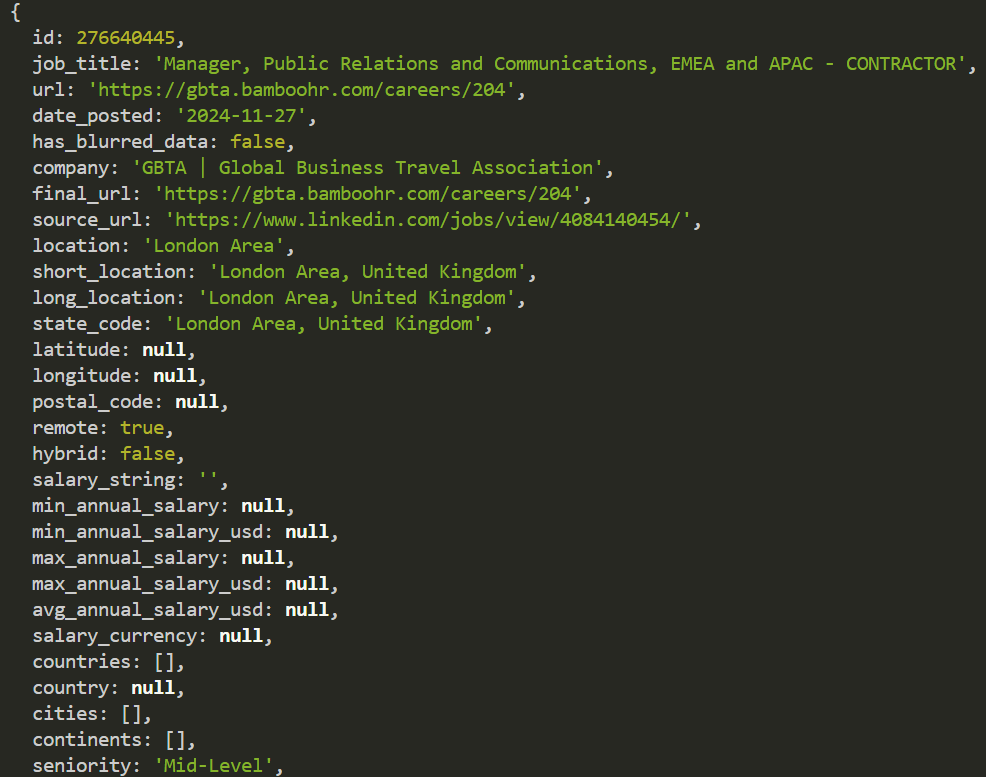 {
  id: 276640445,
  job_title: 'Manager, Public Relations and Communications, EMEA and APAC - CONTRACTOR',
  url: 'https://gbta.bamboohr.com/careers/204',
  date_posted: '2024-11-27',
  has_blurred_data: false,
  company: 'GBTA | Global Business Travel Association',
  final_url: 'https://gbta.bamboohr.com/careers/204',
  source_url: 'https://www.linkedin.com/jobs/view/4084140454/',
  location: 'London Area',
  short_location: 'London Area, United Kingdom',
  long_location: 'London Area, United Kingdom',
  state_code: 'London Area, United Kingdom',
  latitude: null,
  longitude: null,
  postal_code: null,
  remote: true,
  hybrid: false,
  salary_string: '',
  min_annual_salary: null,
  min_annual_salary_usd: null,
  max_annual_salary: null,
  max_annual_salary_usd: null,
  avg_annual_salary_usd: null,
  salary_currency: null,
  countries: [],
  country: null,
  cities: [],
  continents: [],
  seniority: 'Mid-Level',